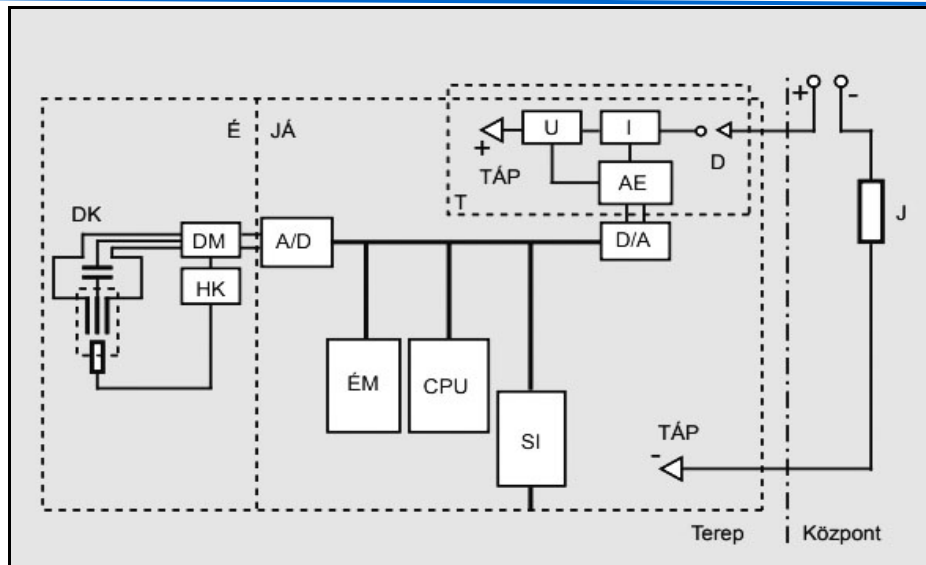 + -
É JÁ
U I
+
TÁP D
T AE
J
DK
DM A/D D/A
HK
ÉM CPU
SI
TÁP
-
Terep Központ